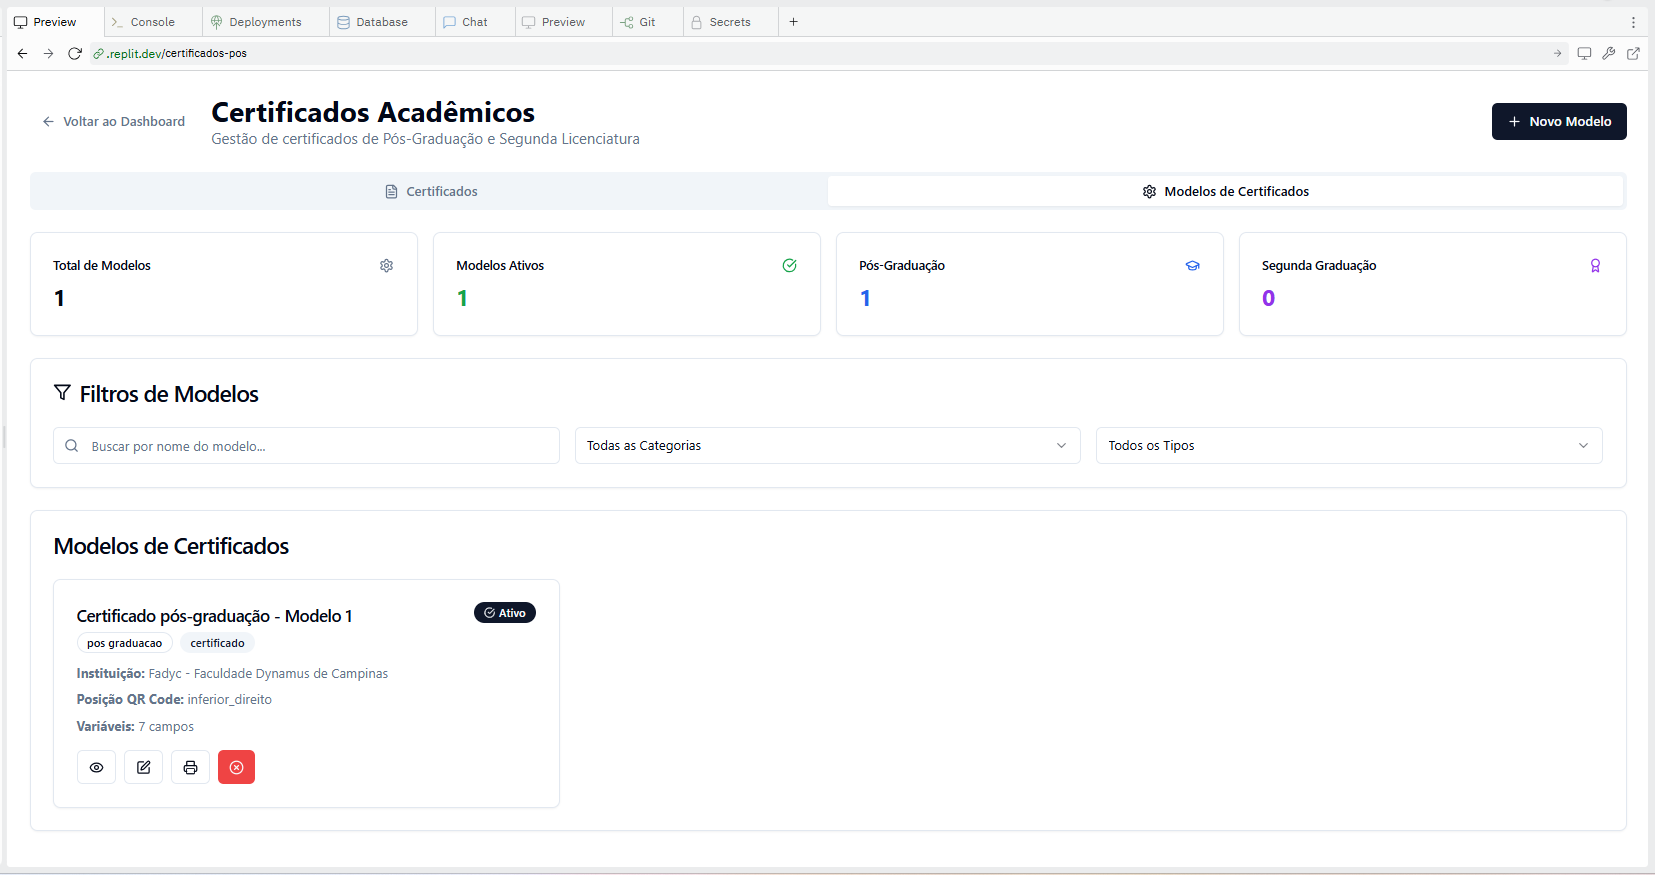 Preview
Console
Deployments
Database
Chat
Preview
Git
Secrets
.replit.dev/certificados-pos
Voltar ao Dashboard
Certificados Acadêmicos
Gestão de certificados de Pós-Graduação e Segunda Licenciatura
Novo Modelo
Certificados
Modelos de Certificados
Total de Modelos
1
Modelos Ativos
1
Pós-Graduação
1
Segunda Graduação
0
Filtros de Modelos
Buscar por nome do modelo...
Todas as Categorias
Todos os Tipos
Modelos de Certificados
Certificado pós-graduação - Modelo 1
Ativo
pos graduacao
certificado
Instituição: Fadyc - Faculdade Dynamus de Campinas
Posição QR Code: inferior_direito
Variáveis: 7 campos